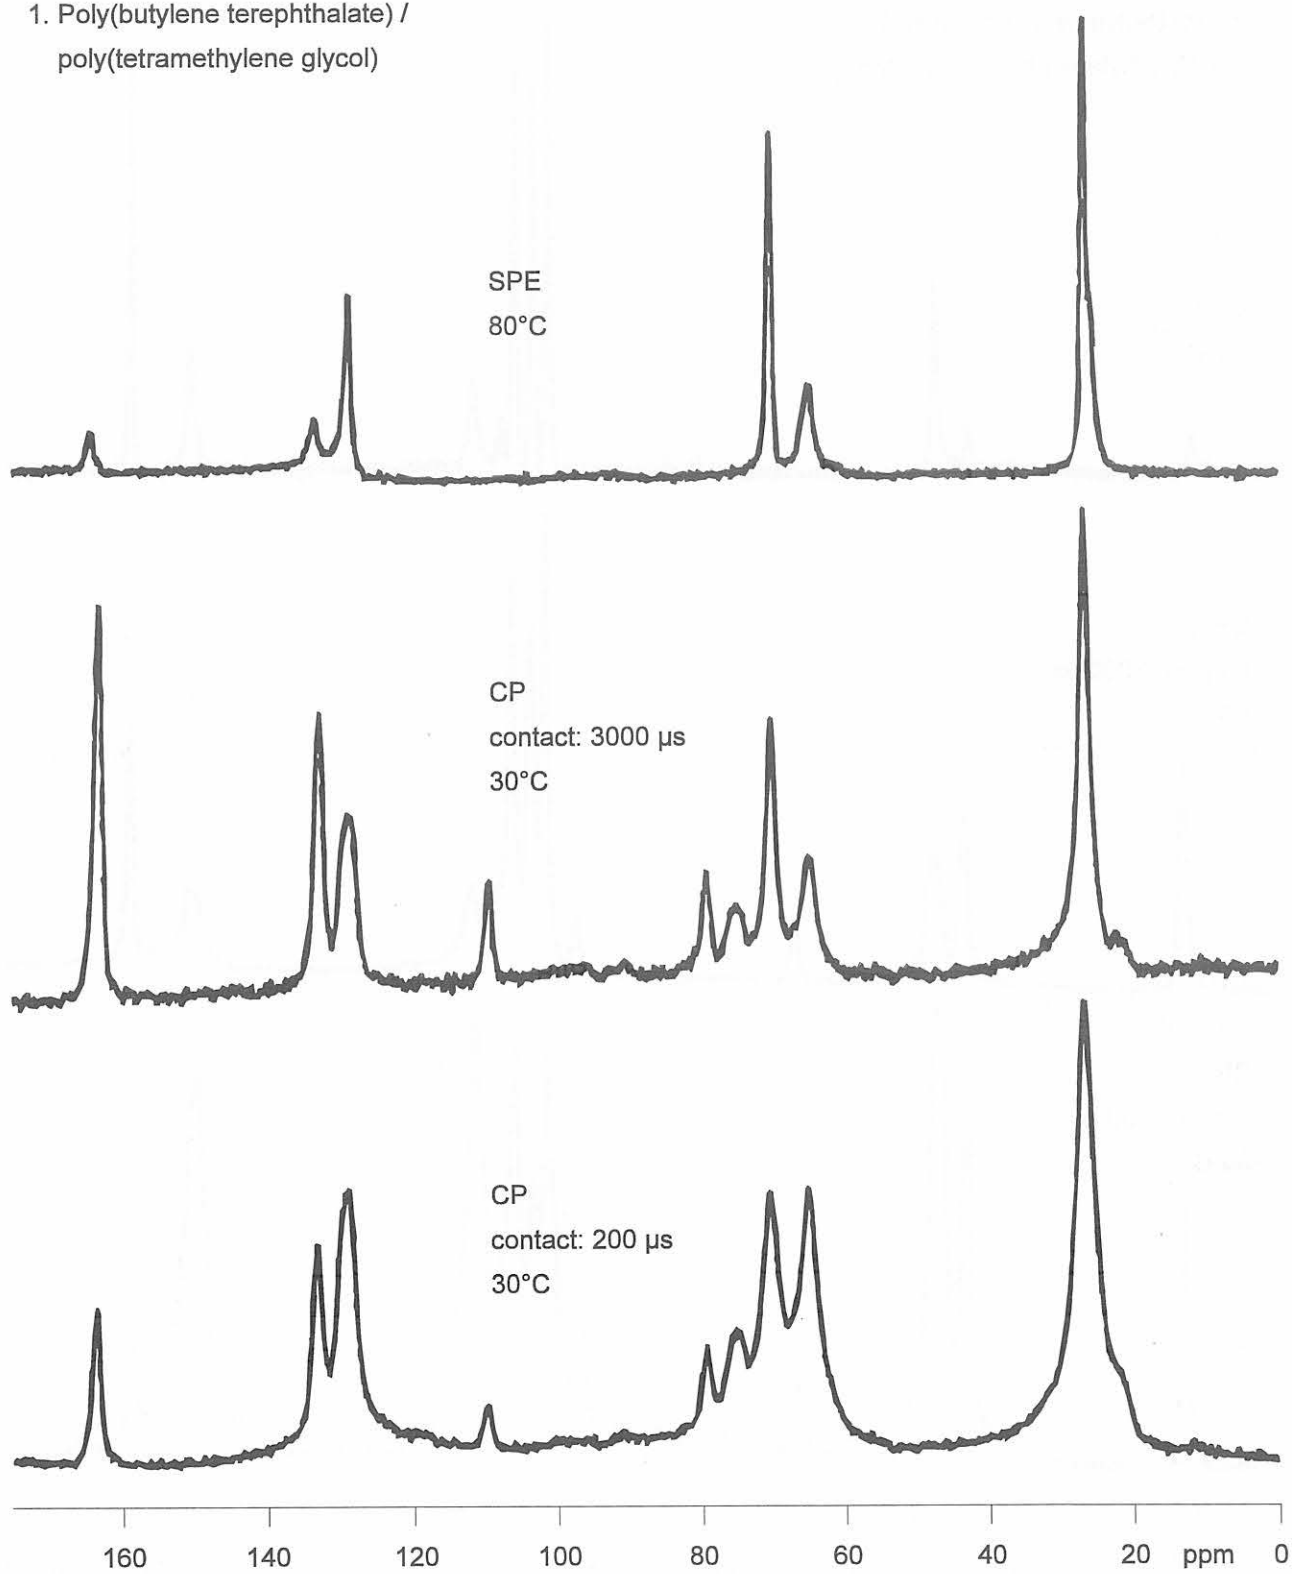 1. Poly(butylene terephthalate) /
poly(tetramethylene glycol)
SPE
80°C
CP
contact: 3000 µs
30°C
CP
contact: 200 µs
30°C
160 140 120 100 80 60 40 20 ppm 0